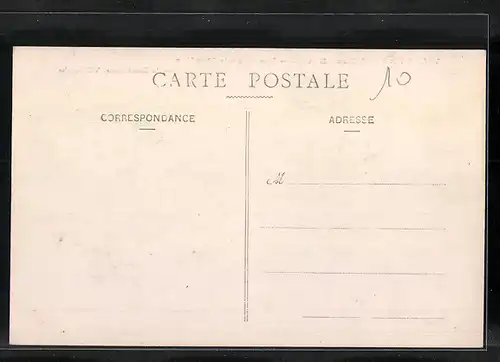 CARTE POSTALE
10
CORRESPONDANCE
ADRESSE
M